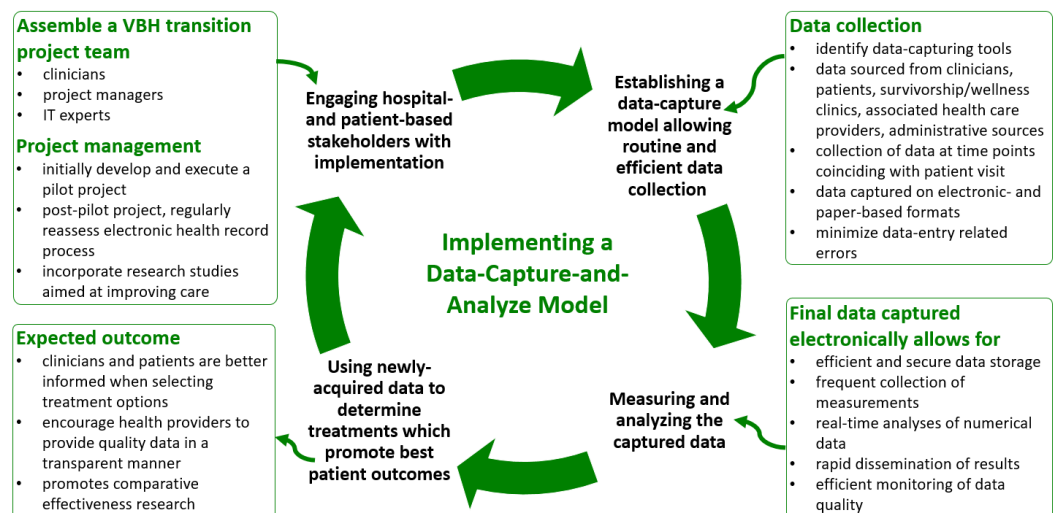 Assemble a VBH transition
project team
• clinicians
• project managers
• IT experts
Project management
• initially develop and execute a
pilot project
• post-pilot project, regularly
reassess electronic health record
process
• incorporate research studies
aimed at improving care
Engaging hospital-
and patient-based
stakeholders with
implementation
Establishing a
data-capture
model allowing
routine and
efficient data
collection
Data collection
• identify data-capturing tools
• data sourced from clinicians,
patients, survivorship/wellness
clinics, associated health care
providers, administrative sources
• collection of data at time points
coinciding with patient visit
• data captured on electronic- and
paper-based formats
• minimize data-entry related
errors
Implementing a
Data-Capture-and-
Analyze Model
Expected outcome
• clinicians and patients are better
informed when selecting
treatment options
• encourage health providers to
provide quality data in a
transparent manner
• promotes comparative
effectiveness research
Using newly-
acquired data to
determine
treatments which
promote best
patient outcomes
Measuring and
analyzing the
captured data
Final data captured
electronically allows for
• efficient and secure data storage
• frequent collection of
measurements
• real-time analyses of numerical
data
• rapid dissemination of results
• efficient monitoring of data
quality